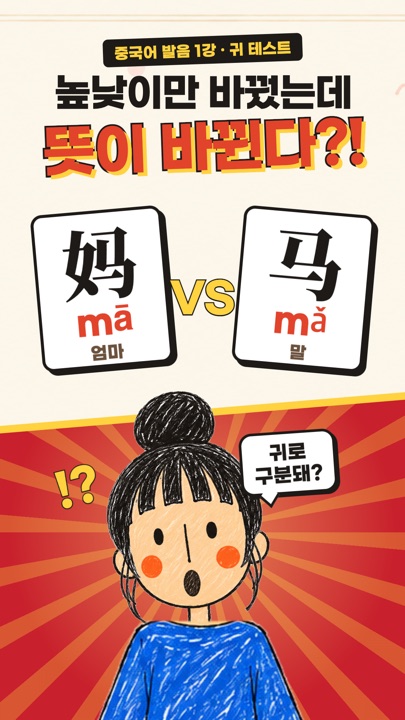 중국어 발음 1강 · 귀 테스트
높낮이만 바꿨는데
뜻이 바뀐다?!
妈
mā
엄마
VS
马
mǎ
말
!?
귀로
구분돼?